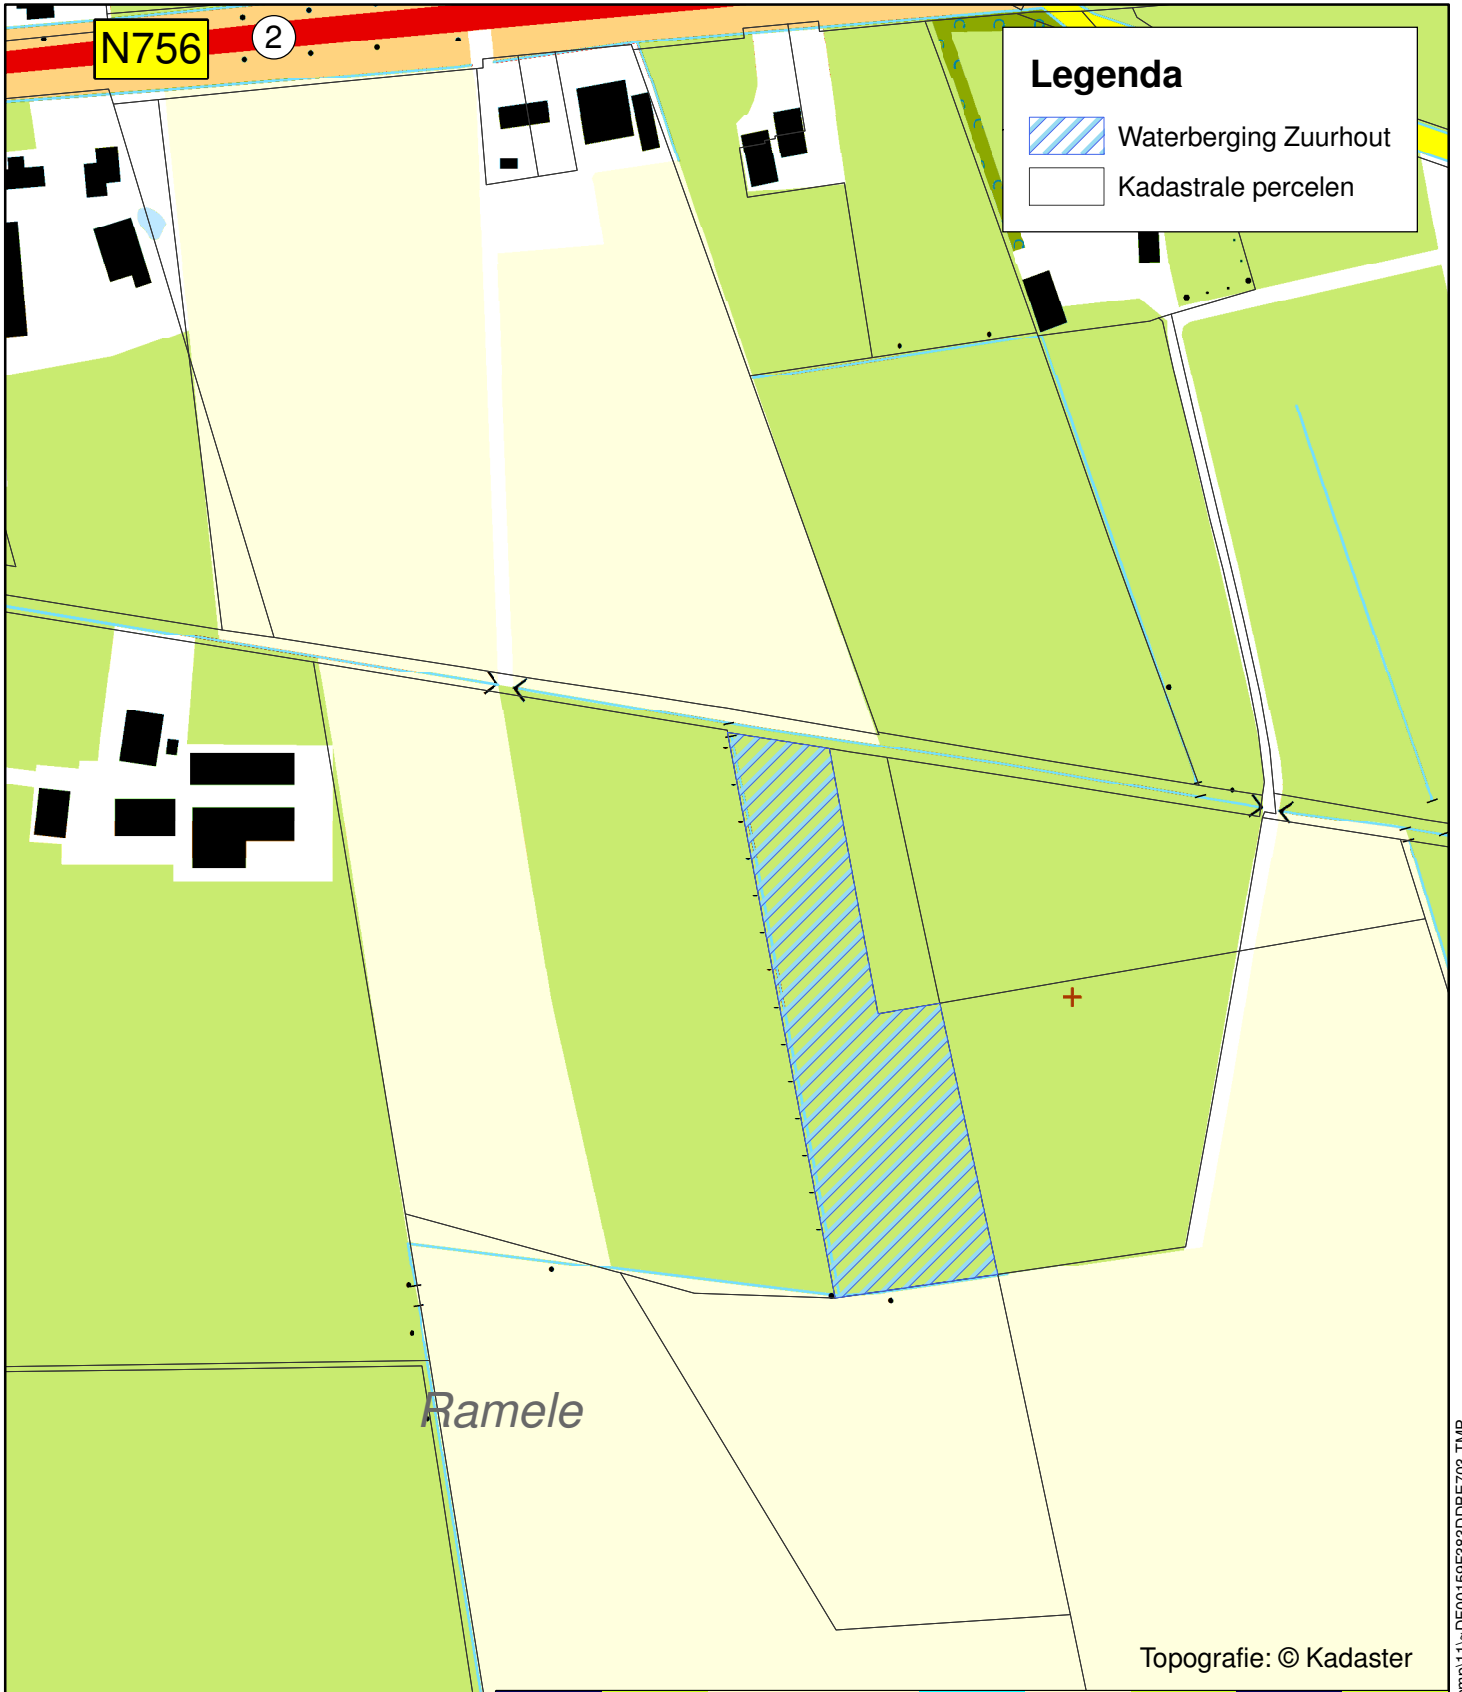 N756
2
Legenda
Waterberging Zuurhout
Kadastrale percelen
Ramele
Topografie: © Kadaster